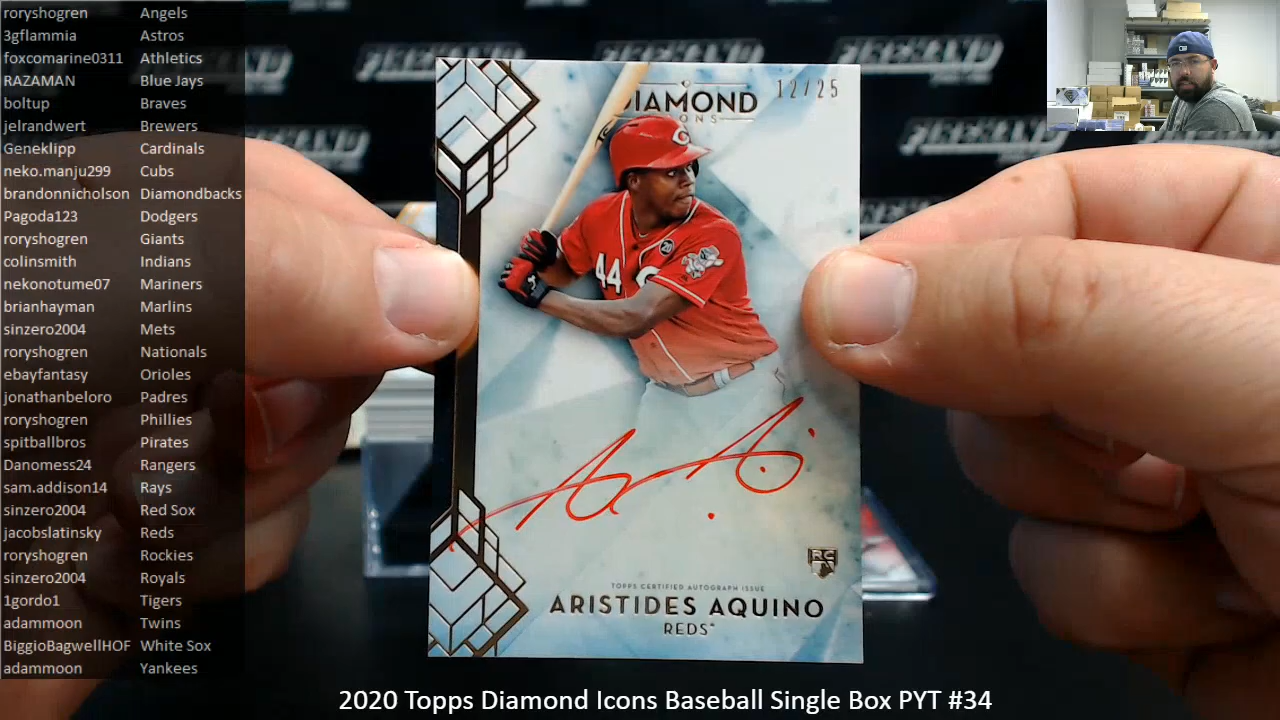 roryshogren Angels
3gflammia Astros
foxcomarine0311 Athletics
RAZAMAN Blue Jays
boltup Braves
jelrandwert Brewers
Geneklipp Cardinals
neko.manju299 Cubs
brandonnicholson Diamondbacks
Pagoda123 Dodgers
roryshogren Giants
colinsmith Indians
nekonotume07 Mariners
brianhayman Marlins
sinzero2004 Mets
roryshogren Nationals
ebayfantasy Orioles
jonathanbeloro Padres
roryshogren Phillies
spitballbros Pirates
Danomess24 Rangers
sam.addison14 Rays
sinzero2004 Red Sox
jacobslatinsky Reds
roryshogren Rockies
sinzero2004 Royals
1gordo1 Tigers
adammoon Twins
BiggioBagwellHOF White Sox
adammoon Yankees
12/25
DIAMOND
44
RC
TOPPS CERTIFIED AUTOGRAPH ISSUE
ARISTIDES AQUINO
REDS
2020 Topps Diamond Icons Baseball Single Box PYT #34